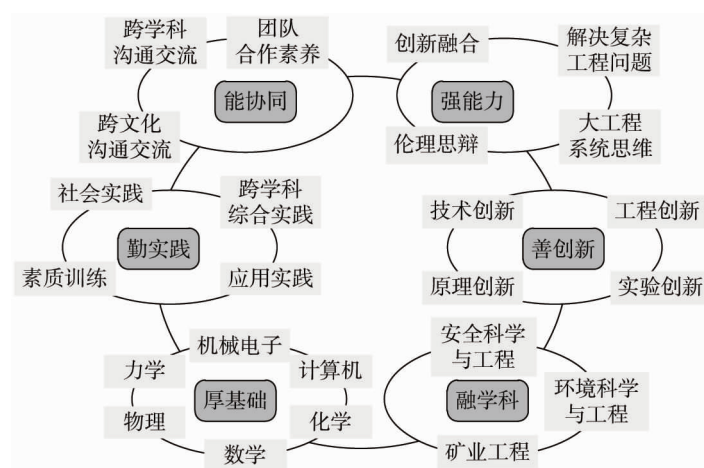 跨学科
沟通交流
团队
合作素养
能协同
跨文化
沟通交流
创新融合
解决复杂
工程问题
强能力
伦理思辩
大工程
系统思维
社会实践
跨学科
综合实践
勤实践
素质训练
应用实践
技术创新
工程创新
善创新
原理创新
实验创新
机械电子
力学
计算机
厚基础
物理
化学
数学
安全科学
与工程
融学科
环境科学
与工程
矿业工程